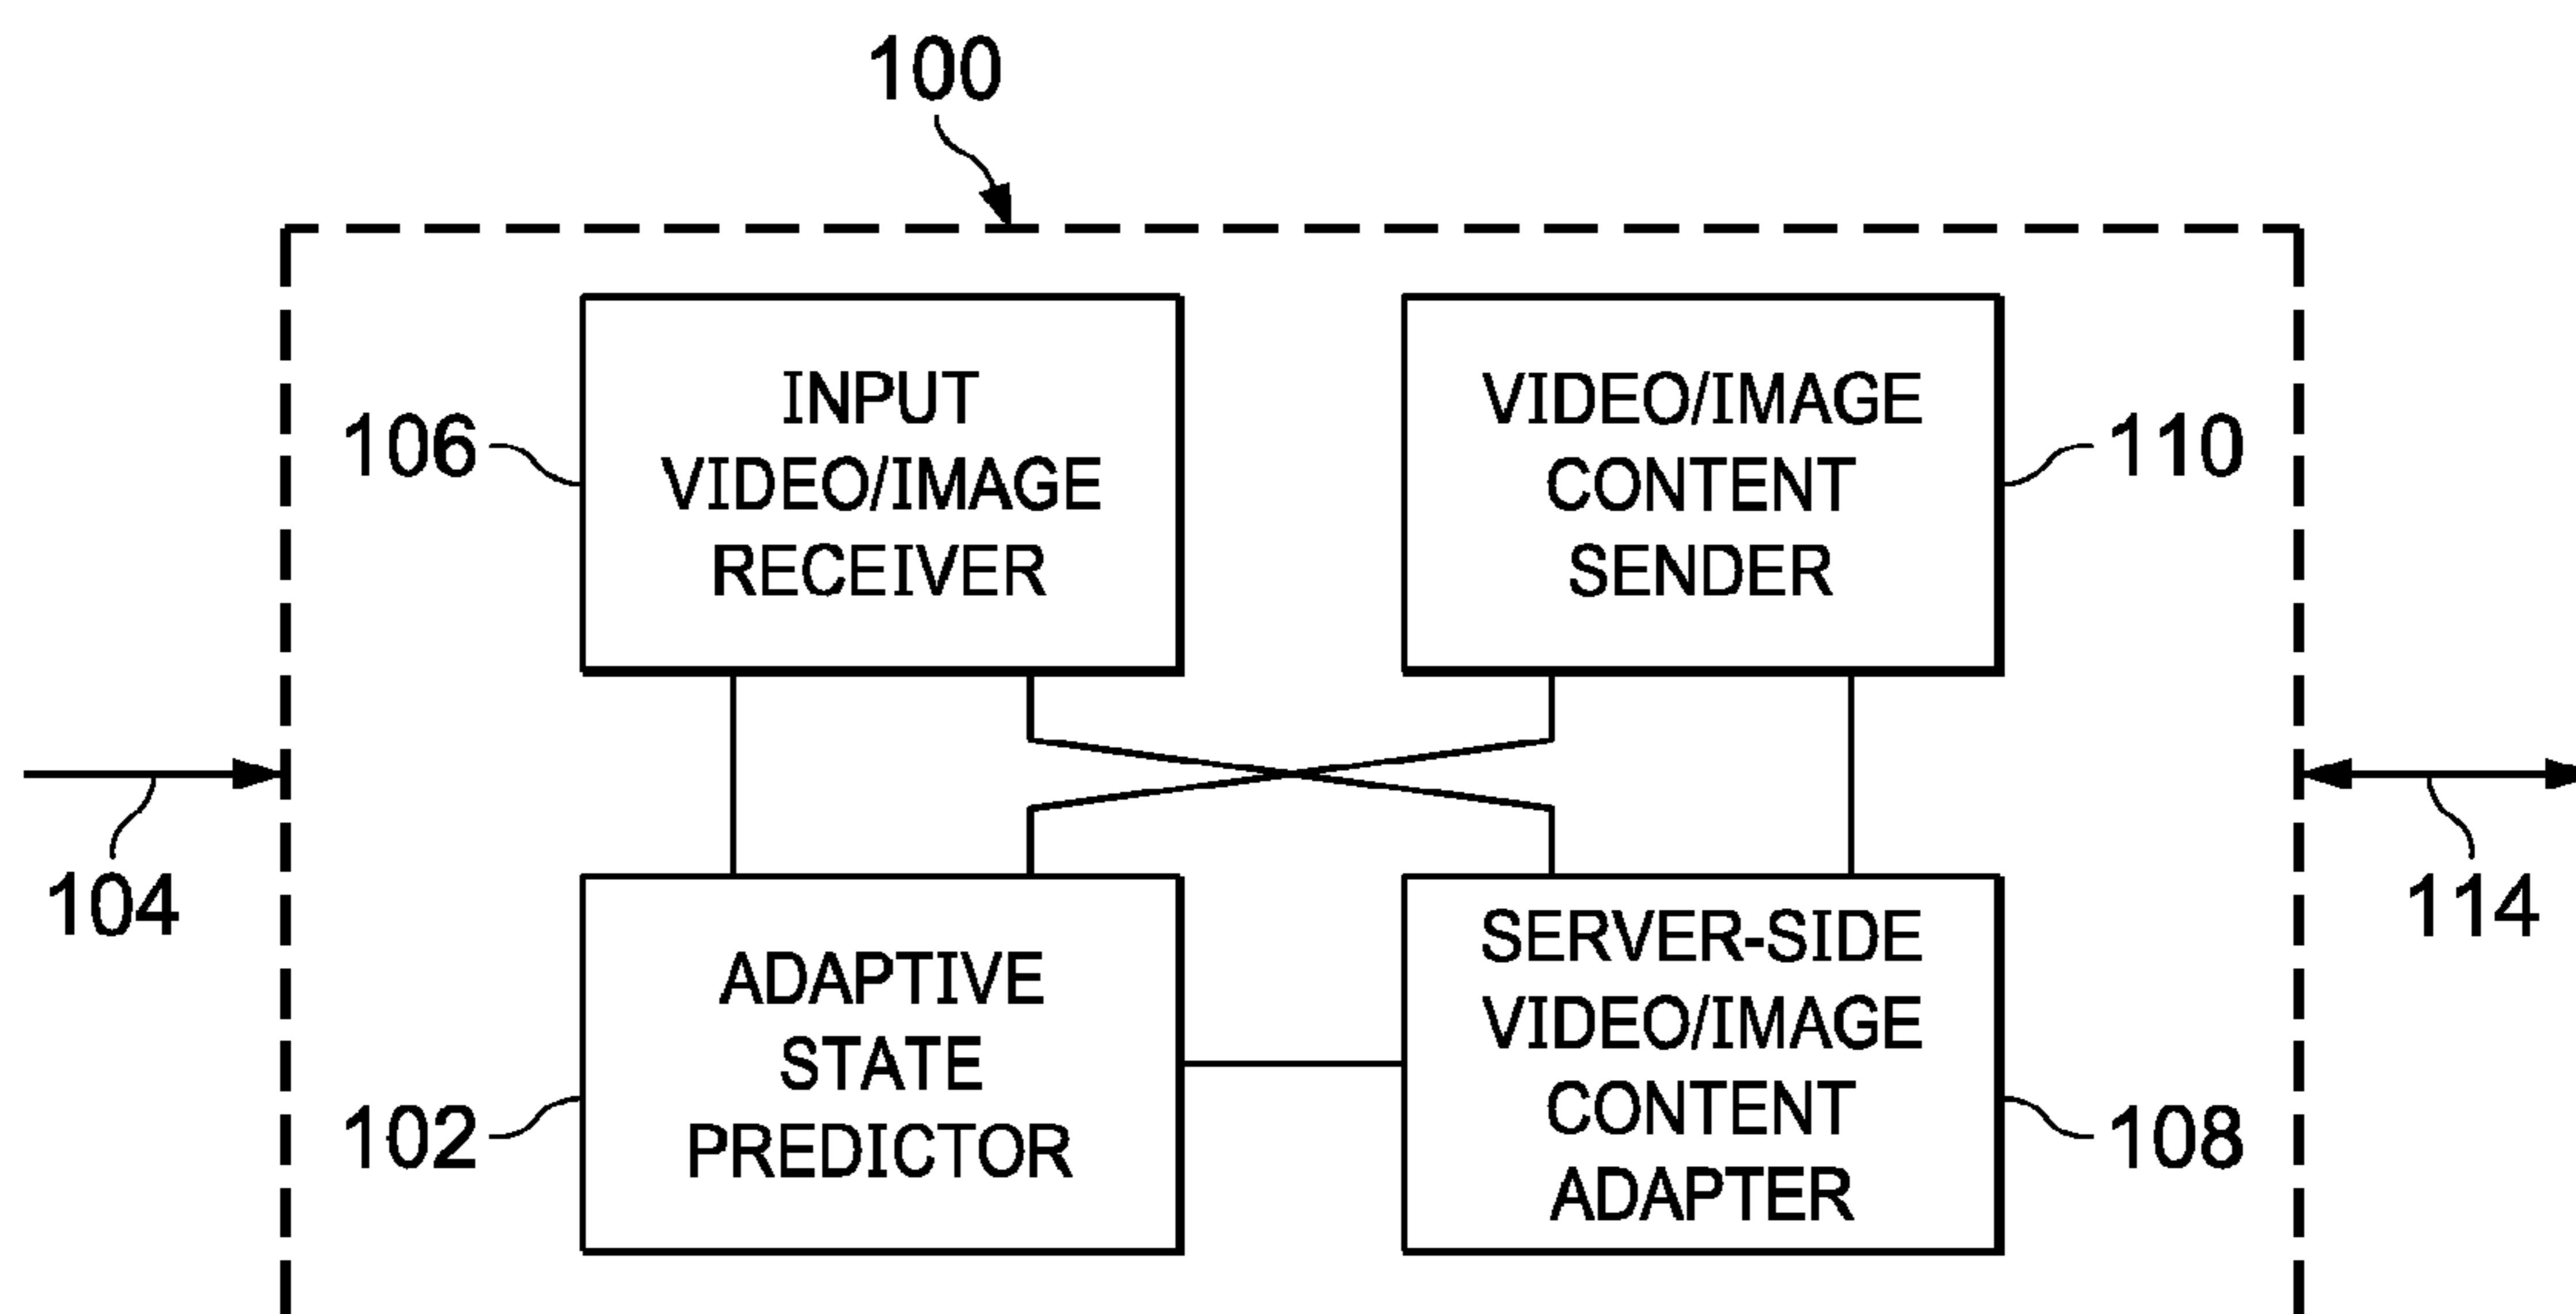 100
106
INPUT
VIDEO/IMAGE
RECEIVER
VIDEO/IMAGE
CONTENT
SENDER
110
104
114
102
ADAPTIVE
STATE
PREDICTOR
SERVER-SIDE
VIDEO/IMAGE
CONTENT
ADAPTER
108